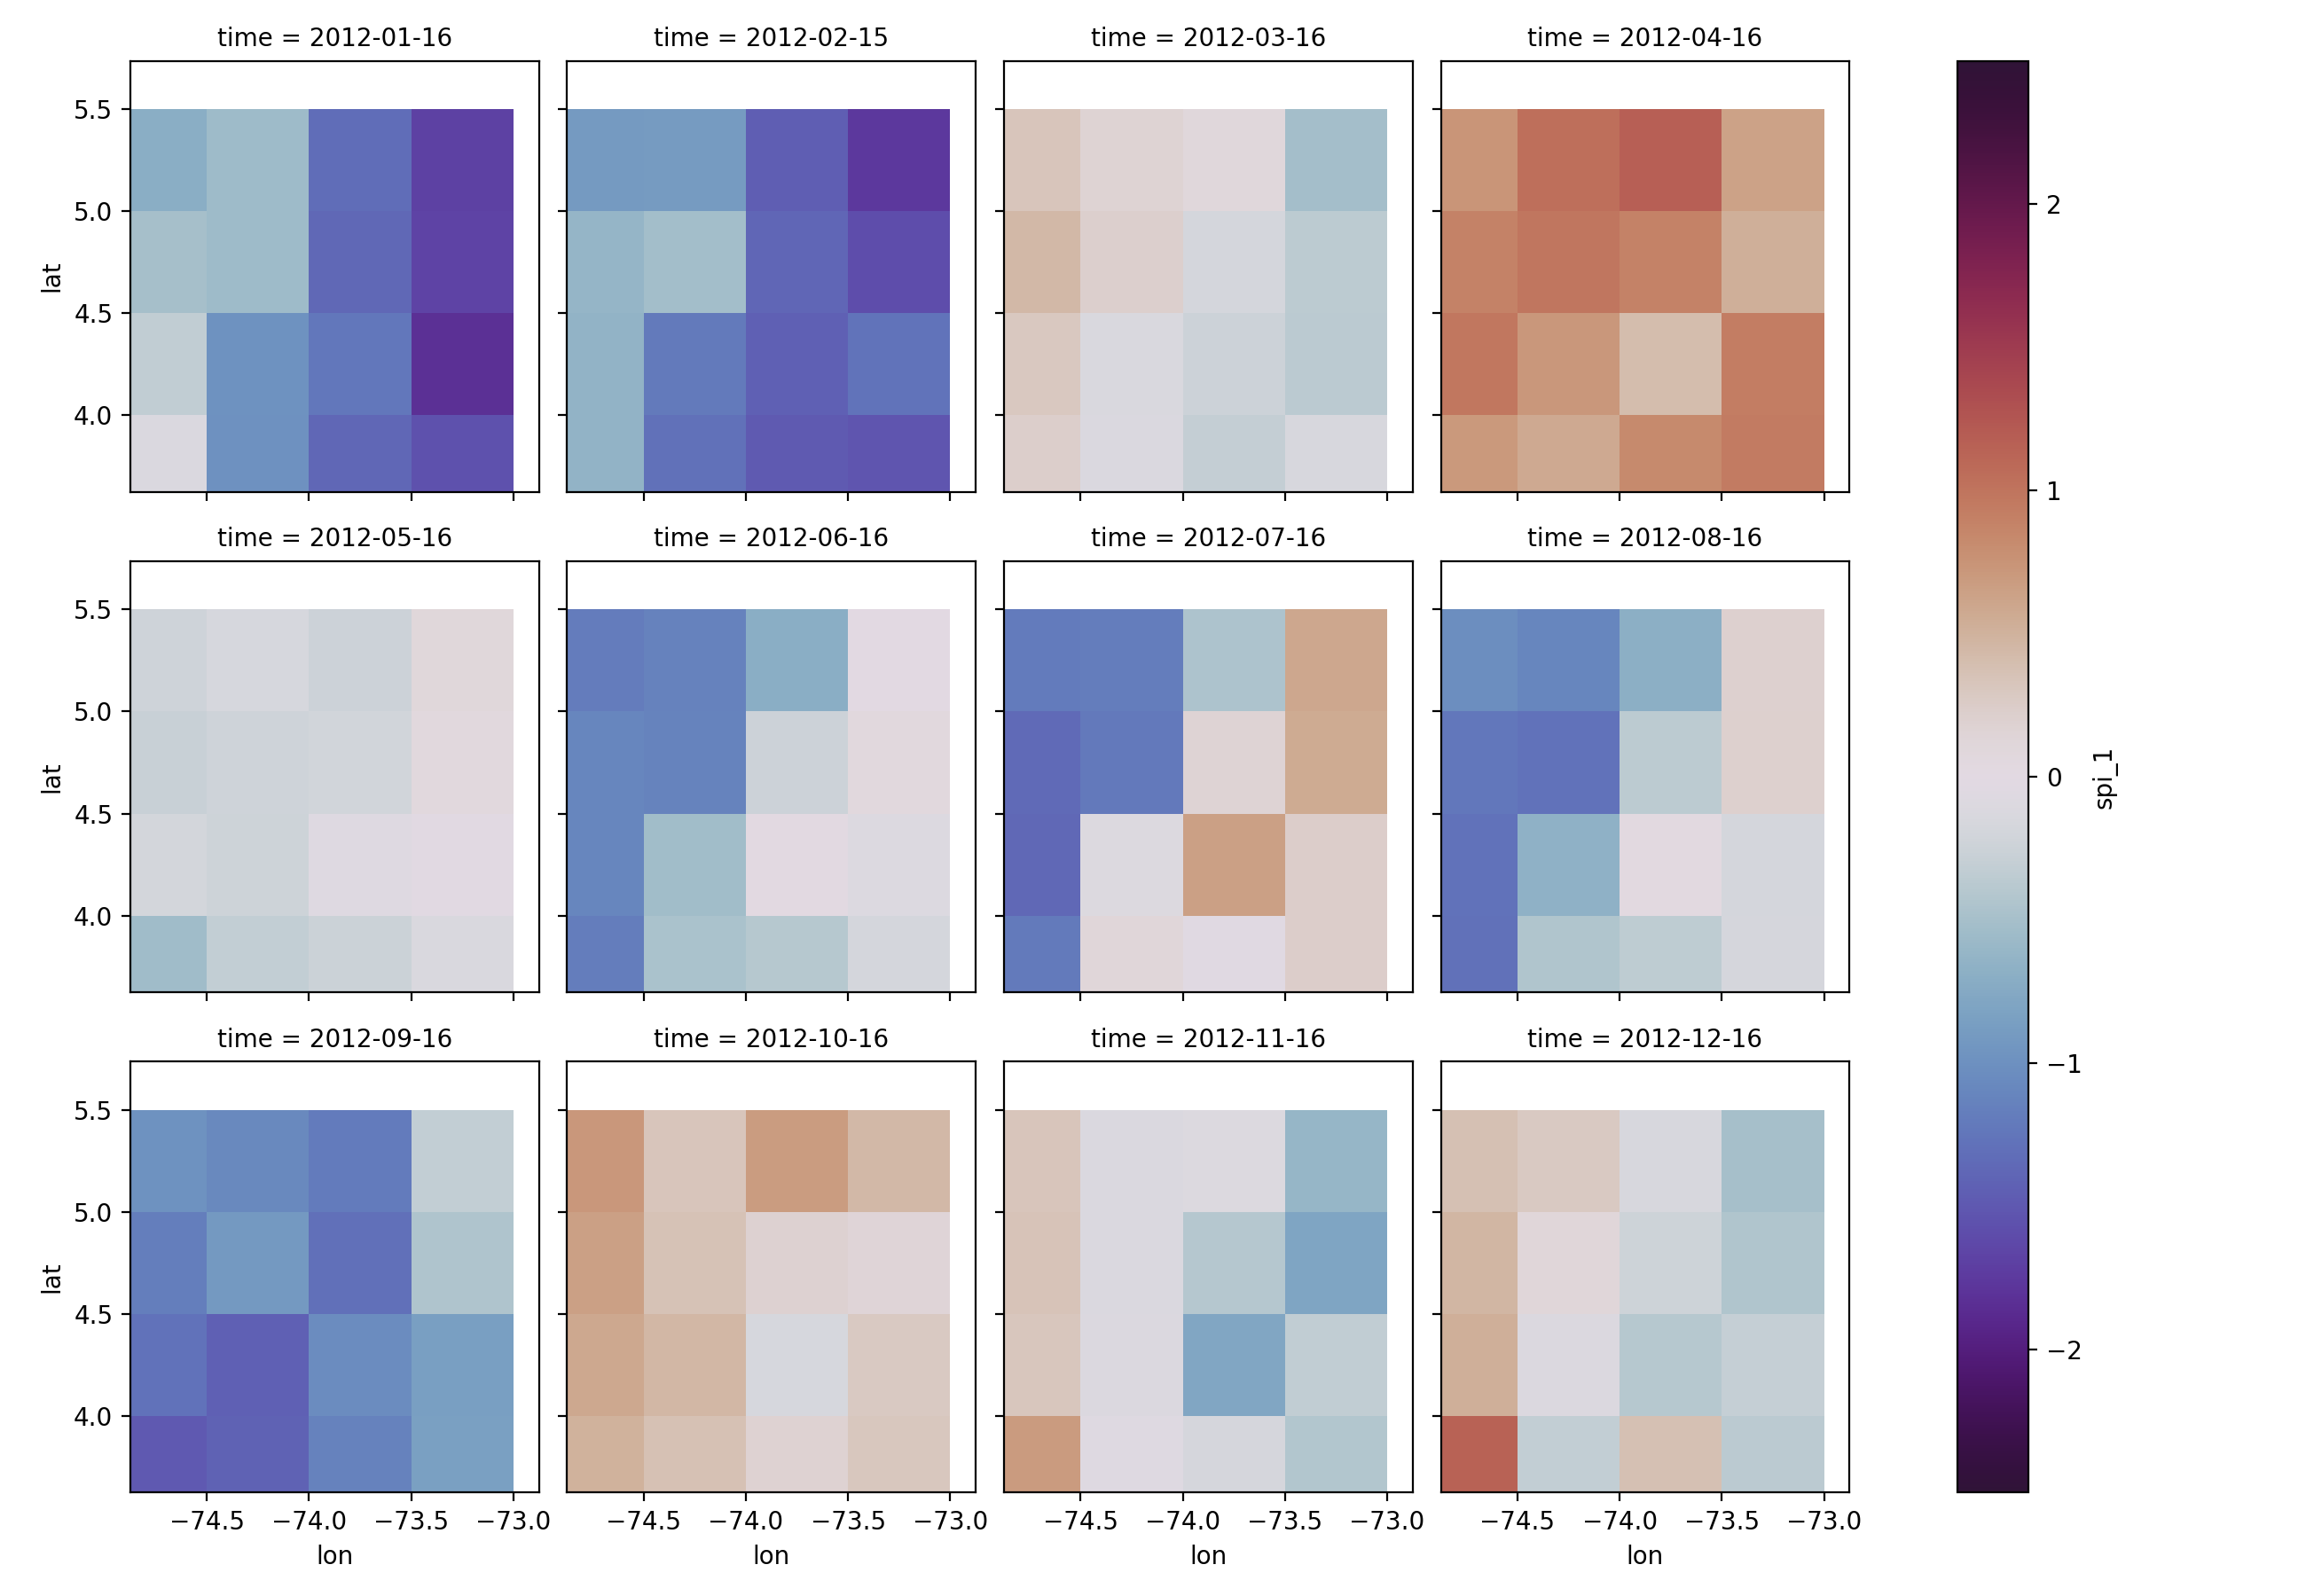 time = 2012-01-16
time = 2012-02-15
time = 2012-03-16
time = 2012-04-16
5.5
5.0
4.5
4.0
lat
time = 2012-05-16
time = 2012-06-16
time = 2012-07-16
time = 2012-08-16
5.5
5.0
4.5
4.0
lat
time = 2012-09-16
time = 2012-10-16
time = 2012-11-16
time = 2012-12-16
5.5
5.0
4.5
4.0
lat
−74.5 −74.0 −73.5 −73.0
lon
−74.5 −74.0 −73.5 −73.0
lon
−74.5 −74.0 −73.5 −73.0
lon
−74.5 −74.0 −73.5 −73.0
lon
2
1
0
−1
−2
spi_1